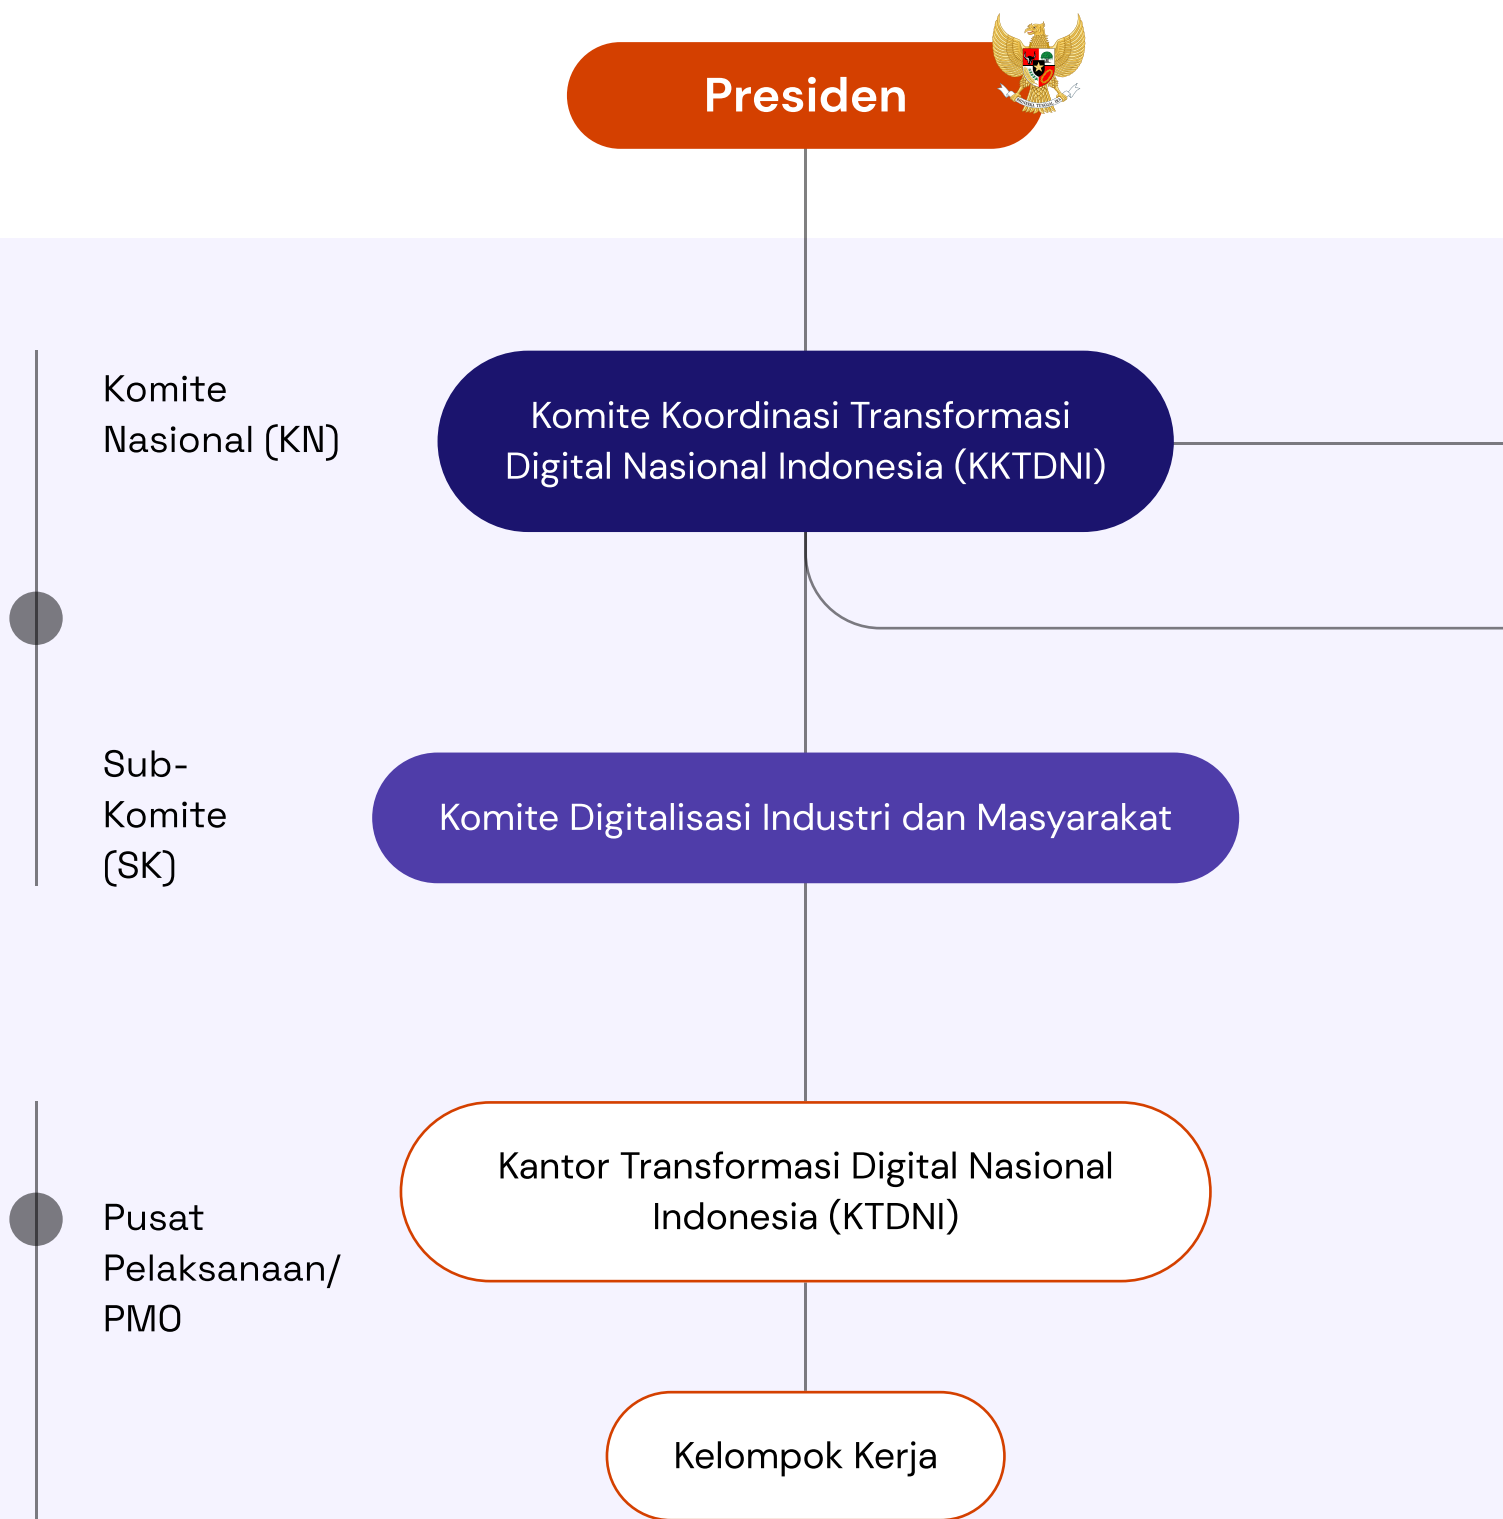 Presiden
Komite
Nasional (KN)
Komite Koordinasi Transformasi
Digital Nasional Indonesia (KKTDNI)
Sub-
Komite
(SK)
Komite Digitalisasi Industri dan Masyarakat
Kantor Transformasi Digital Nasional
Indonesia (KTDNI)
Pusat
Pelaksanaan/
PMO
Kelompok Kerja